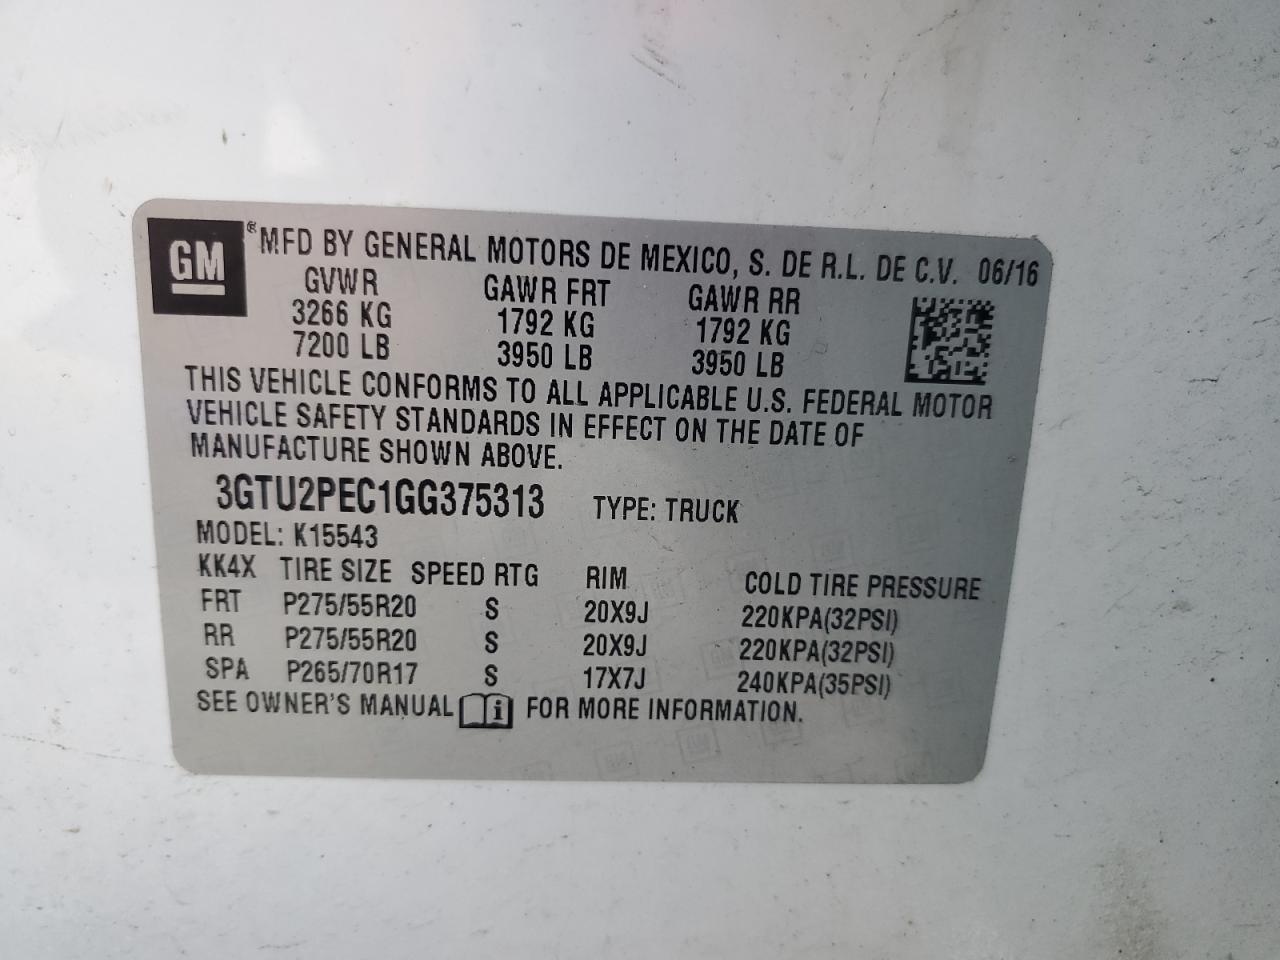 GM ® MFD BY GENERAL MOTORS DE MEXICO, S. DE R.L. DE C.V. 06/16
GVWR GAWR FRT GAWR RR
3266 KG 1792 KG 1792 KG
7200 LB 3950 LB 3950 LB
THIS VEHICLE CONFORMS TO ALL APPLICABLE U.S. FEDERAL MOTOR
VEHICLE SAFETY STANDARDS IN EFFECT ON THE DATE OF
MANUFACTURE SHOWN ABOVE.
3GTU2PEC1GG375313 TYPE: TRUCK
MODEL: K15543
KK4X TIRE SIZE SPEED RTG RIM COLD TIRE PRESSURE
FRT P275/55R20 S 20X9J 220KPA(32PSI)
RR P275/55R20 S 20X9J 220KPA(32PSI)
SPA P265/70R17 S 17X7J 240KPA(35PSI)
SEE OWNER'S MANUAL i FOR MORE INFORMATION.